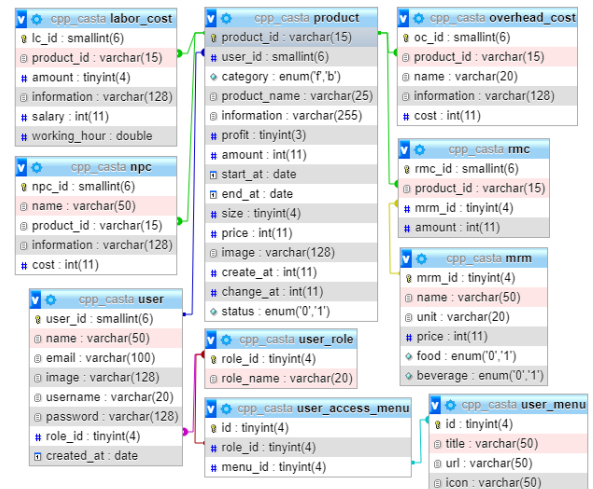 cpp_casta labor_cost
lc_id : smallint(6)
product_id : varchar(15)
amount : tinyint(4)
information : varchar(128)
salary : int(11)
working_hour : double
cpp_casta product
product_id : varchar(15)
user_id : smallint(6)
category : enum('f','b')
product_name : varchar(25)
information : varchar(255)
profit : tinyint(3)
amount : int(11)
start_at : date
end_at : date
size : tinyint(4)
price : int(11)
image : varchar(128)
create_at : int(11)
change_at : int(11)
status : enum('0','1')
cpp_casta overhead_cost
oc_id : smallint(6)
product_id : varchar(15)
name : varchar(20)
information : varchar(128)
cost : int(11)
cpp_casta npc
npc_id : smallint(6)
name : varchar(50)
product_id : varchar(15)
information : varchar(128)
cost : int(11)
cpp_casta rmc
rmc_id : smallint(6)
product_id : varchar(15)
mrm_id : tinyint(4)
amount : int(11)
cpp_casta mrm
mrm_id : tinyint(4)
name : varchar(50)
unit : varchar(20)
price : int(11)
food : enum('0','1')
beverage : enum('0','1')
cpp_casta user
user_id : smallint(6)
name : varchar(50)
email : varchar(100)
image : varchar(128)
username : varchar(20)
password : varchar(128)
role_id : tinyint(4)
created_at : date
cpp_casta user_role
role_id : tinyint(4)
role_name : varchar(20)
cpp_casta user_access_menu
id : tinyint(4)
role_id : tinyint(4)
menu_id : tinyint(4)
cpp_casta user_menu
id : tinyint(4)
title : varchar(50)
url : varchar(50)
icon : varchar(50)